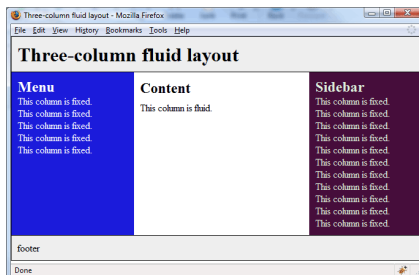 Three-column fluid layout - Mozilla Firefox
File Edit View History Bookmarks Tools Help
Three-column fluid layout
Menu
This column is fixed.
This column is fixed.
This column is fixed.
This column is fixed.
This column is fixed.
Content
This column is fluid.
Sidebar
This column is fixed.
This column is fixed.
This column is fixed.
This column is fixed.
This column is fixed.
This column is fixed.
This column is fixed.
This column is fixed.
This column is fixed.
This column is fixed.
This column is fixed.
footer
Done